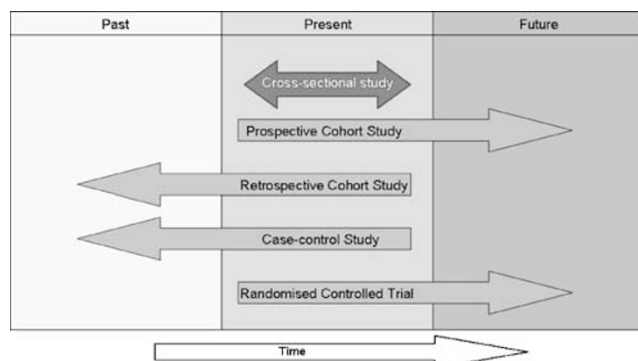 Past Present Future
Cross-sectional study
Prospective Cohort Study
Retrospective Cohort Study
Case-control Study
Randomised Controlled Trial
Time